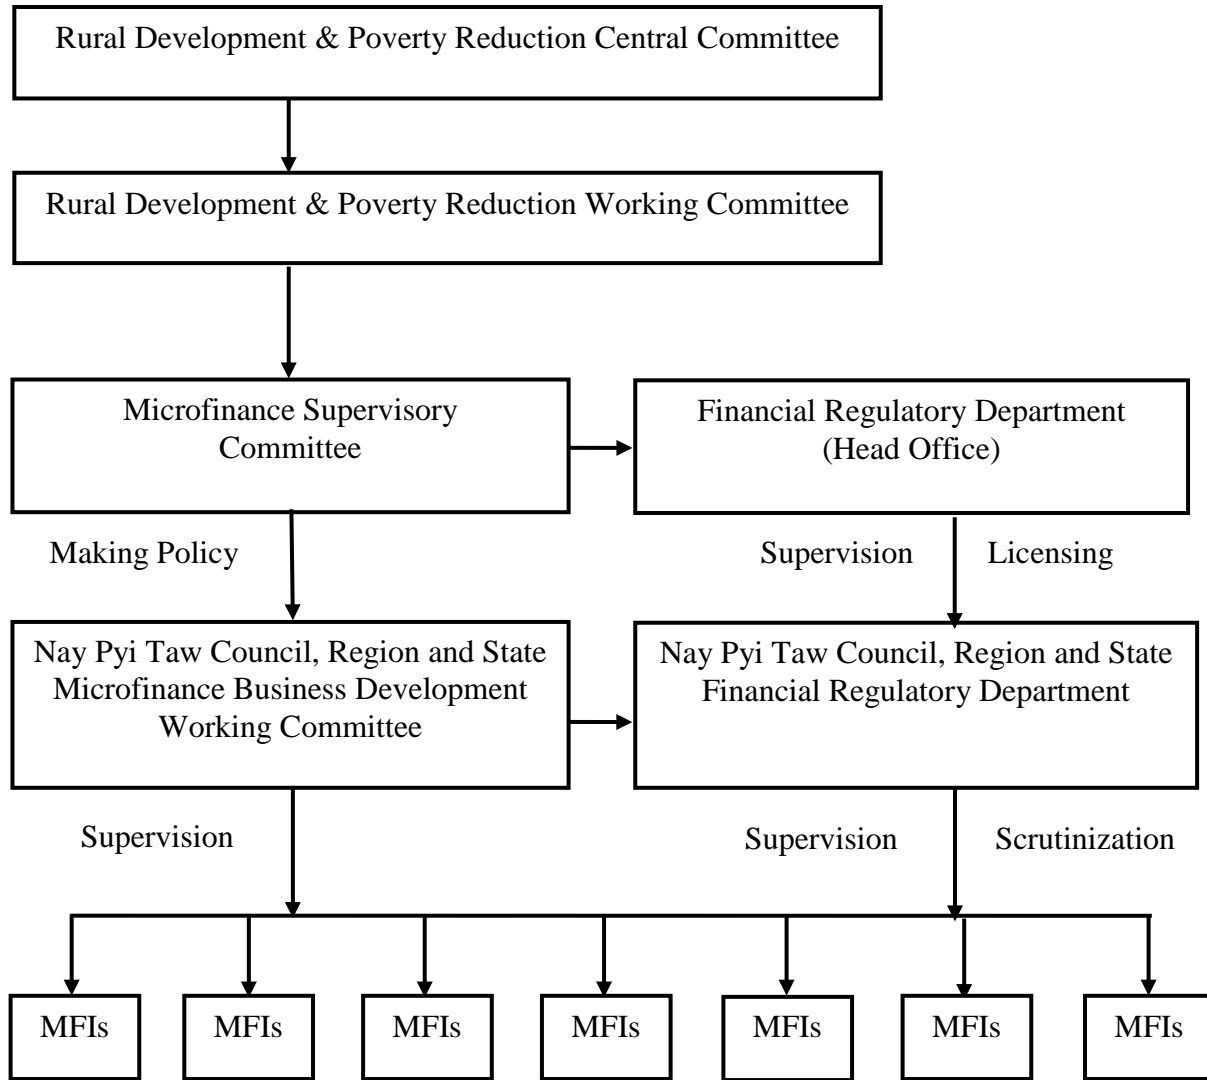 Rural Development & Poverty Reduction Central Committee
Rural Development & Poverty Reduction Working Committee
Microfinance Supervisory
Committee
Financial Regulatory Department
(Head Office)
Making Policy
Supervision
Licensing
Nay Pyi Taw Council, Region and State
Microfinance Business Development
Working Committee
Nay Pyi Taw Council, Region and State
Financial Regulatory Department
Supervision
Supervision
Scrutinization
MFIs
MFIs
MFIs
MFIs
MFIs
MFIs
MFIs